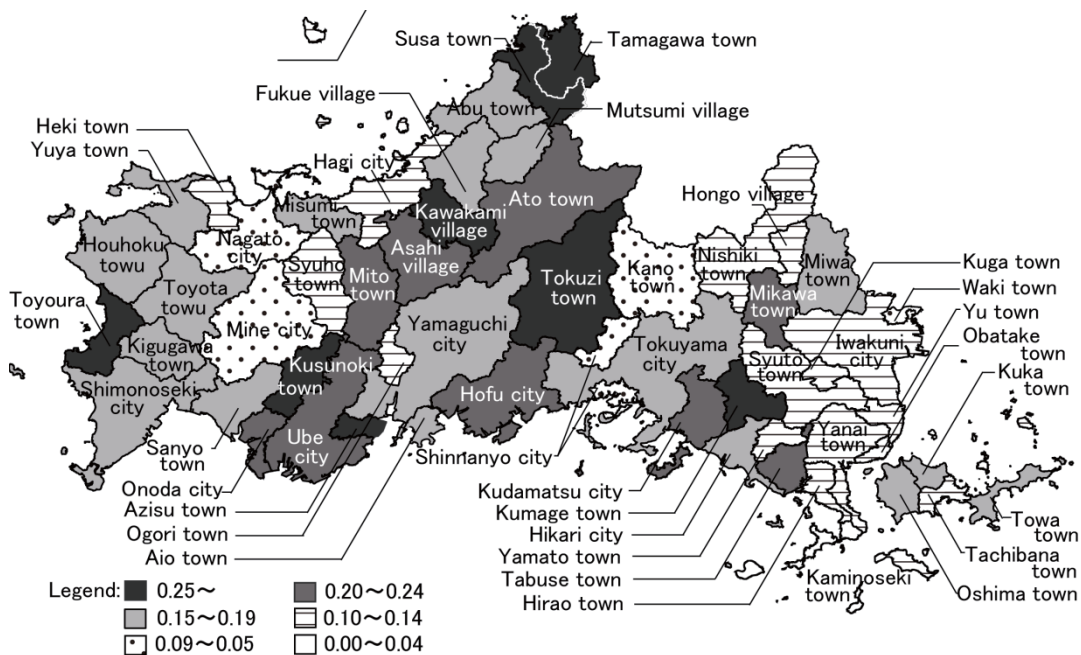 Susa town
Tamagawa town
Fukue village
Abu town
Mutsumi village
Heki town
Yuya town
Hagi city
Hongo village
Misumi
town
Kawakami
village
Ato town
Houhoku
towu
Nagato
city
Syuho
town
Mito
town
Asahi
village
Tokuzi
town
Kano
town
Nishiki
town
Miwa
town
Kuga town
Toyoura
town
Toyota
towu
Mikawa
town
Waki town
Mine city
Yamaguchi
city
Yu town
Kigugawa
town
Kusunoki
town
Tokuyama
city
Syuto
town
Iwakuni
city
Obatake
town
Shimonoseki
city
Hofu city
Kuka
town
Ube
city
Yanai
town
Sanyo
town
Shinnanyo city
Onoda city
Kudamatsu city
Azisu town
Kumage town
Ogori town
Hikari city
Towa
town
Aio town
Yamato town
Tachibana
town
Tabuse town
Kaminoseki
town
Hirao town
Oshima town
Legend:
0.25～
0.20～0.24
0.15～0.19
0.10～0.14
0.09～0.05
0.00～0.04